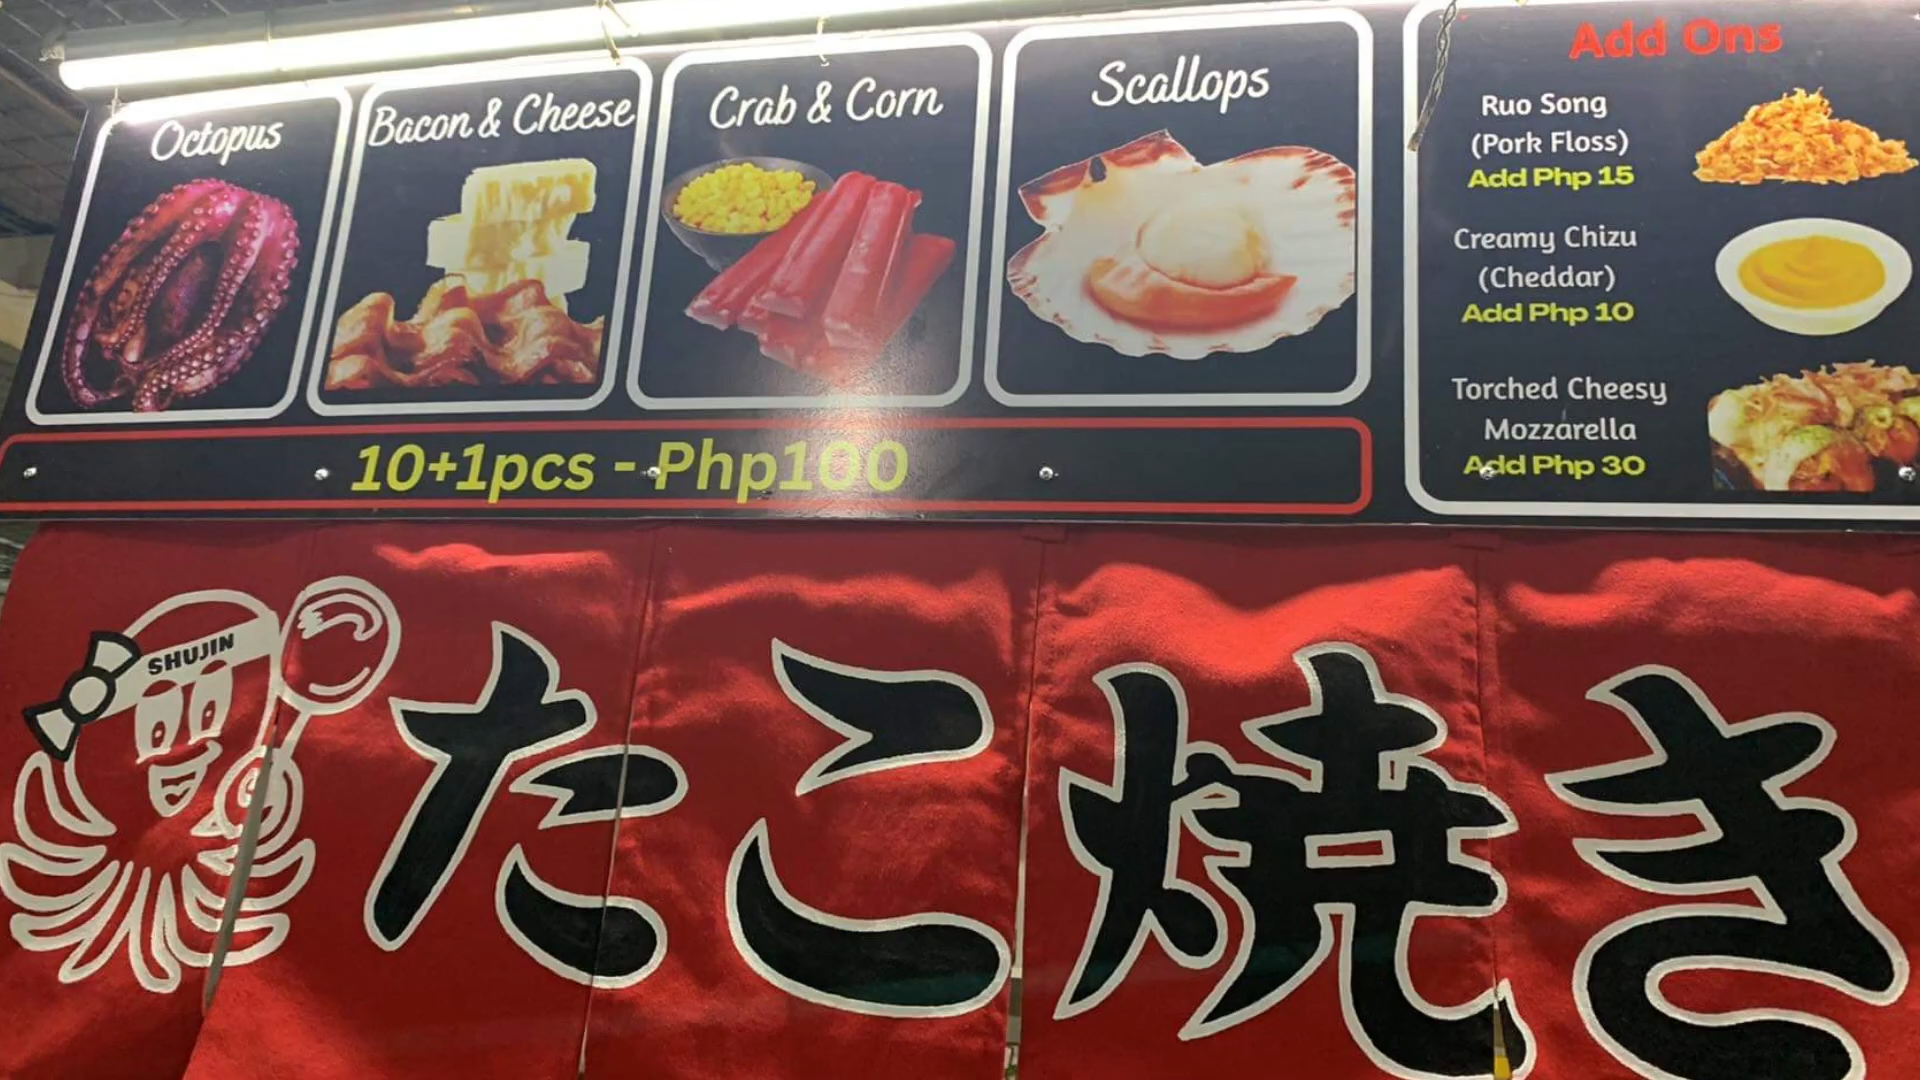 Octopus
Bacon & Cheese
Crab & Corn
Scallops
10+1pcs - Php100
Add Ons
Ruo Song
(Pork Floss)
Add Php 15
Creamy Chizu
(Cheddar)
Add Php 10
Torched Cheesy
Mozzarella
Add Php 30
SHUJIN
たこ焼き